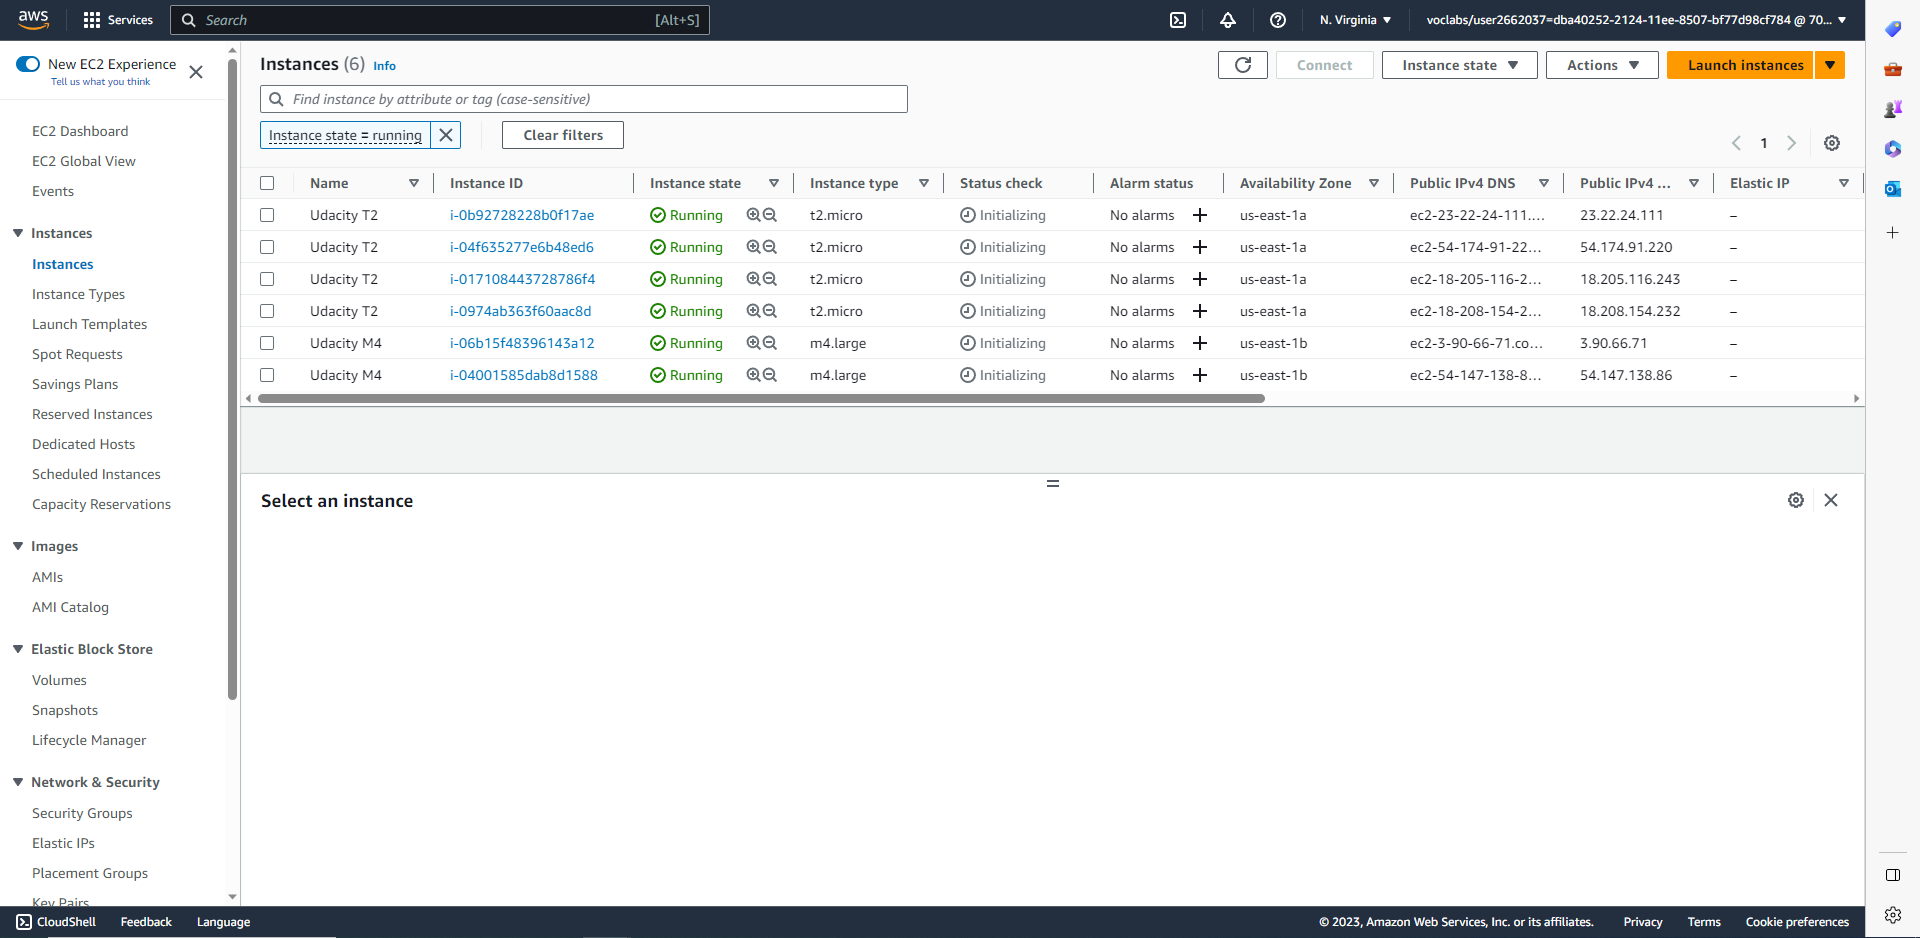 aws Services Search [Alt+S] N. Virginia voclabs/user2662037=dba40252-2124-11ee-8507-bf77d98cf784 @ 70...
New EC2 Experience
Tell us what you think
EC2 Dashboard
EC2 Global View
Events
Instances
Instances
Instance Types
Launch Templates
Spot Requests
Savings Plans
Reserved Instances
Dedicated Hosts
Scheduled Instances
Capacity Reservations
Images
AMIs
AMI Catalog
Elastic Block Store
Volumes
Snapshots
Lifecycle Manager
Network & Security
Security Groups
Elastic IPs
Placement Groups
Key Pairs
Instances (6) Info Connect Instance state Actions Launch instances
Find instance by attribute or tag (case-sensitive)
Instance state = running Clear filters 1
Name Instance ID Instance state Instance type Status check Alarm status Availability Zone Public IPv4 DNS Public IPv4 ... Elastic IP
Udacity T2 i-0b92728228b0f17ae Running t2.micro Initializing No alarms us-east-1a ec2-23-22-24-111.... 23.22.24.111 –
Udacity T2 i-04f635277e6b48ed6 Running t2.micro Initializing No alarms us-east-1a ec2-54-174-91-22... 54.174.91.220 –
Udacity T2 i-017108443728786f4 Running t2.micro Initializing No alarms us-east-1a ec2-18-205-116-2... 18.205.116.243 –
Udacity T2 i-0974ab363f60aac8d Running t2.micro Initializing No alarms us-east-1a ec2-18-208-154-2... 18.208.154.232 –
Udacity M4 i-06b15f48396143a12 Running m4.large Initializing No alarms us-east-1b ec2-3-90-66-71.co... 3.90.66.71 –
Udacity M4 i-04001585dab8d1588 Running m4.large Initializing No alarms us-east-1b ec2-54-147-138-8... 54.147.138.86 –
Select an instance
CloudShell Feedback Language © 2023, Amazon Web Services, Inc. or its affiliates. Privacy Terms Cookie preferences